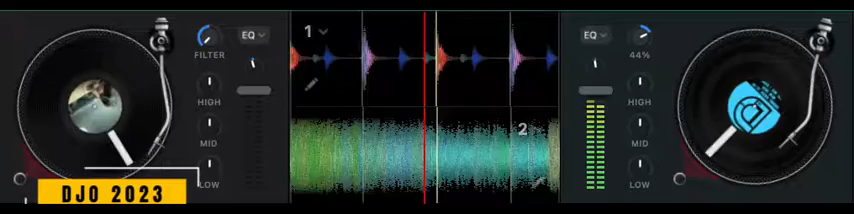 1
EQ
FILTER
HIGH
MID
LOW
2
EQ
44%
HIGH
MID
LOW
DJO 2023